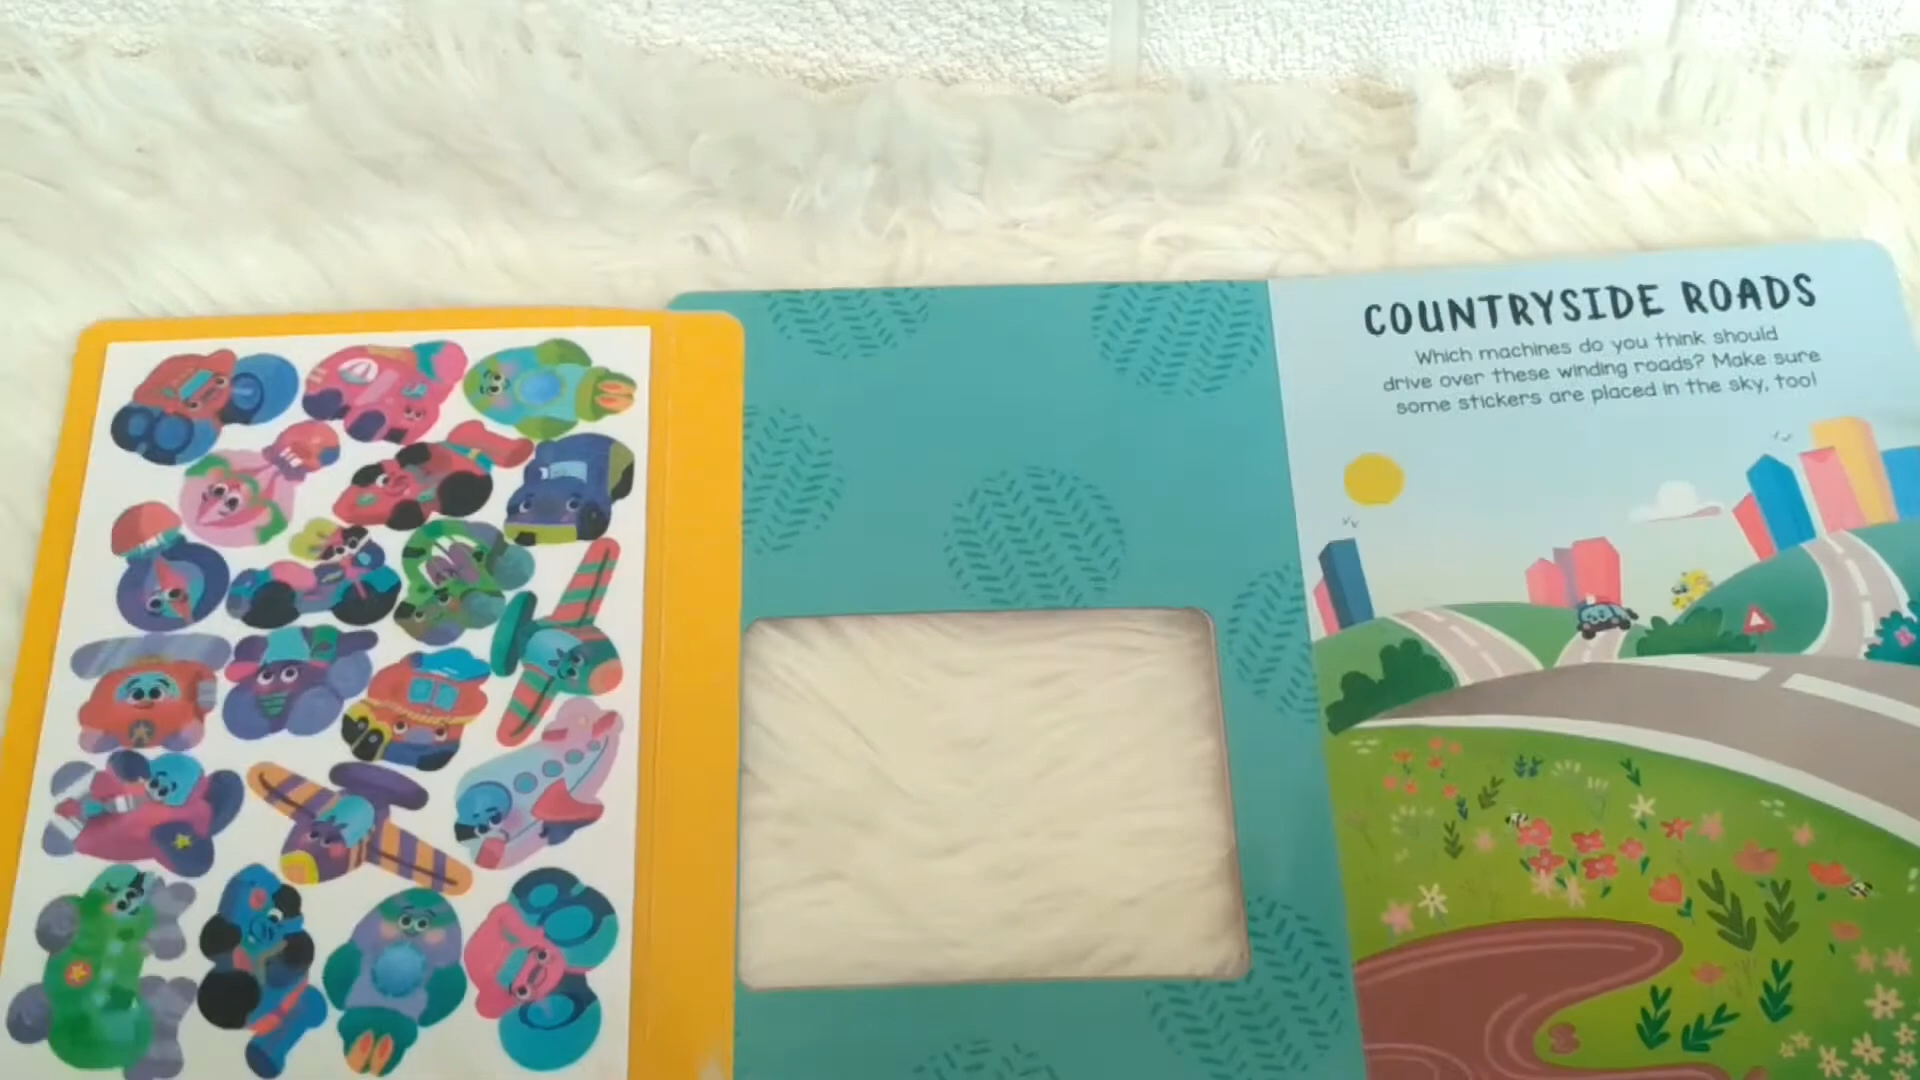 COUNTRYSIDE ROADS
Which machines do you think should
drive over these winding roads? Make sure
some stickers are placed in the sky, too!